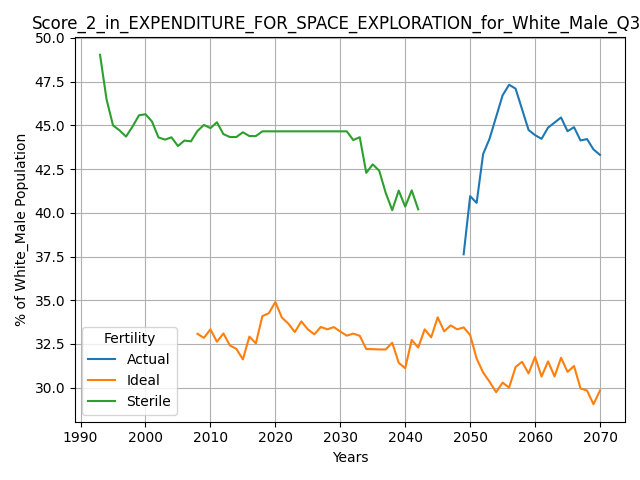 Score_2_in_EXPENDITURE_FOR_SPACE_EXPLORATION_for_White_Male_Q3
% of White_Male Population
50.0
47.5
45.0
42.5
40.0
37.5
35.0
32.5
30.0
Fertility
Actual
Ideal
Sterile
1990 2000 2010 2020 2030 2040 2050 2060 2070
Years